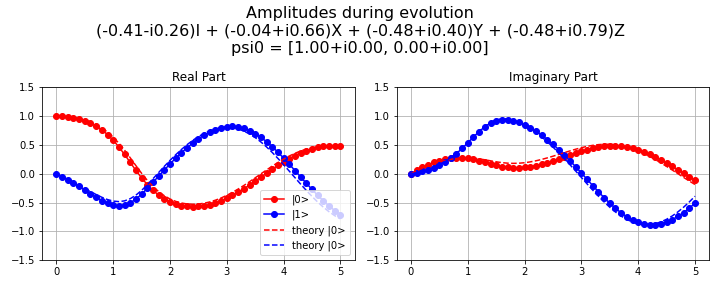 Amplitudes during evolution
(-0.41-i0.26)I + (-0.04+i0.66)X + (-0.48+i0.40)Y + (-0.48+i0.79)Z
psi0 = [1.00+i0.00, 0.00+i0.00]
Real Part
1.5
1.0
0.5
0.0
−0.5
−1.0
−1.5
0 1 2 3 4 5
|0>
|1>
theory |0>
theory |0>
Imaginary Part
1.5
1.0
0.5
0.0
−0.5
−1.0
−1.5
0 1 2 3 4 5